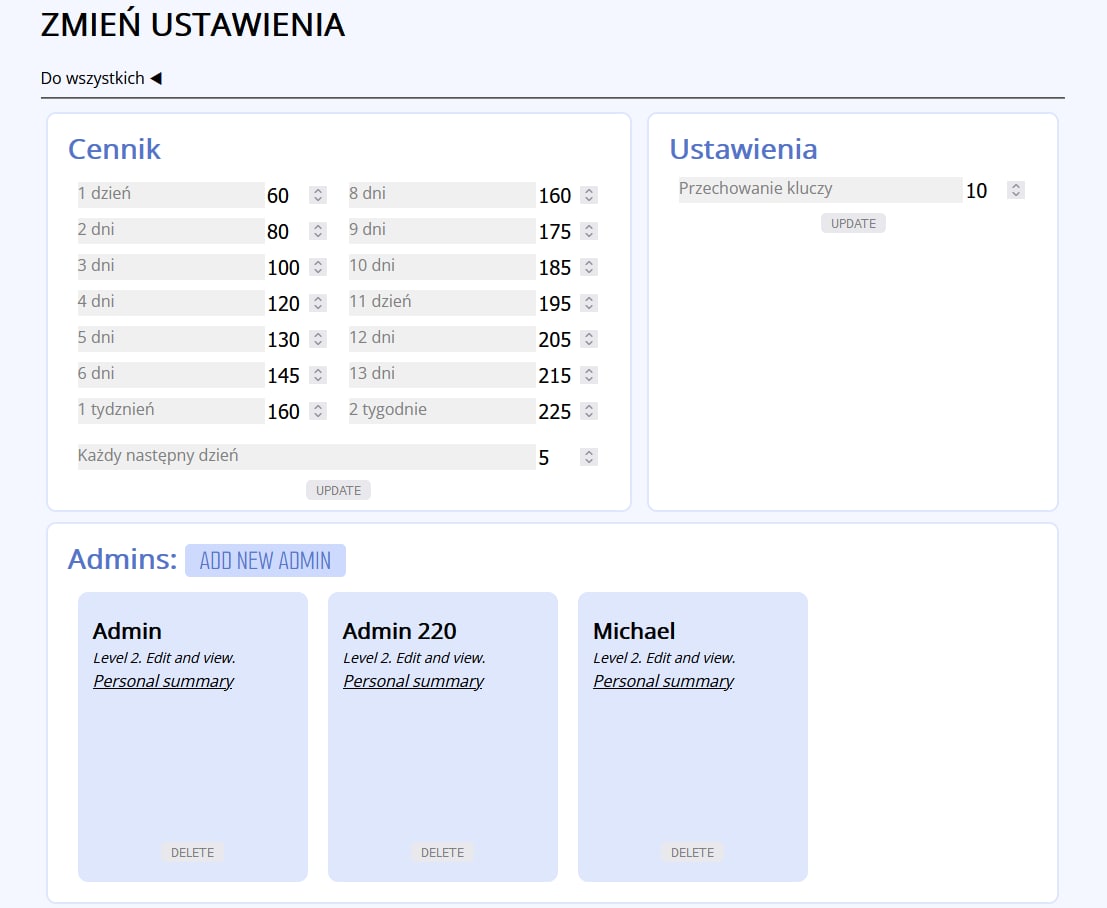 ZMIEŃ USTAWIENIA
Do wszystkich ◀
Cennik
1 dzień 60
2 dni 80
3 dni 100
4 dni 120
5 dni 130
6 dni 145
1 tydznień 160
8 dni 160
9 dni 175
10 dni 185
11 dzień 195
12 dni 205
13 dni 215
2 tygodnie 225
Każdy następny dzień 5
UPDATE
Ustawienia
Przechowanie kluczy 10
UPDATE
Admins: ADD NEW ADMIN
Admin
Level 2. Edit and view.
Personal summary
DELETE
Admin 220
Level 2. Edit and view.
Personal summary
DELETE
Michael
Level 2. Edit and view.
Personal summary
DELETE